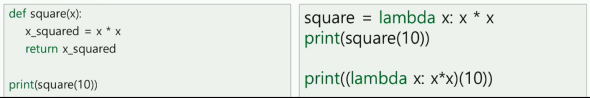 def square(x):
    x_squared = x * x
    return x_squared

print(square(10))
square = lambda x: x * x
print(square(10))

print((lambda x: x*x)(10))